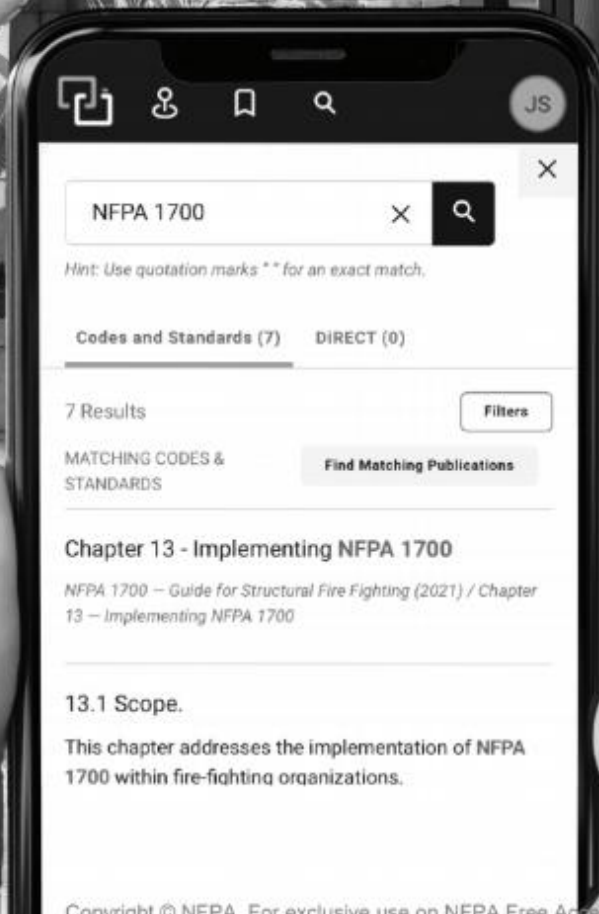 JS
NFPA 1700
Hint: Use quotation marks " " for an exact match.
Codes and Standards (7) DiRECT (0)
7 Results
Filters
MATCHING CODES &
STANDARDS
Find Matching Publications
Chapter 13 - Implementing NFPA 1700
NFPA 1700 — Guide for Structural Fire Fighting (2021) / Chapter
13 — Implementing NFPA 1700
13.1 Scope.
This chapter addresses the implementation of NFPA
1700 within fire-fighting organizations.
Copyright © NFPA. For exclusive use on NFPA Free